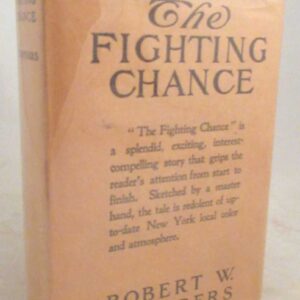 The
FIGHTING
CHANCE
"The Fighting Chance" is
a splendid, exciting, interest-
compelling story that grips the
reader's attention from start to
finish. Sketched by a master
hand, the tale is redolent of up-
to-date New York local color
and atmosphere.
ROBERT W.